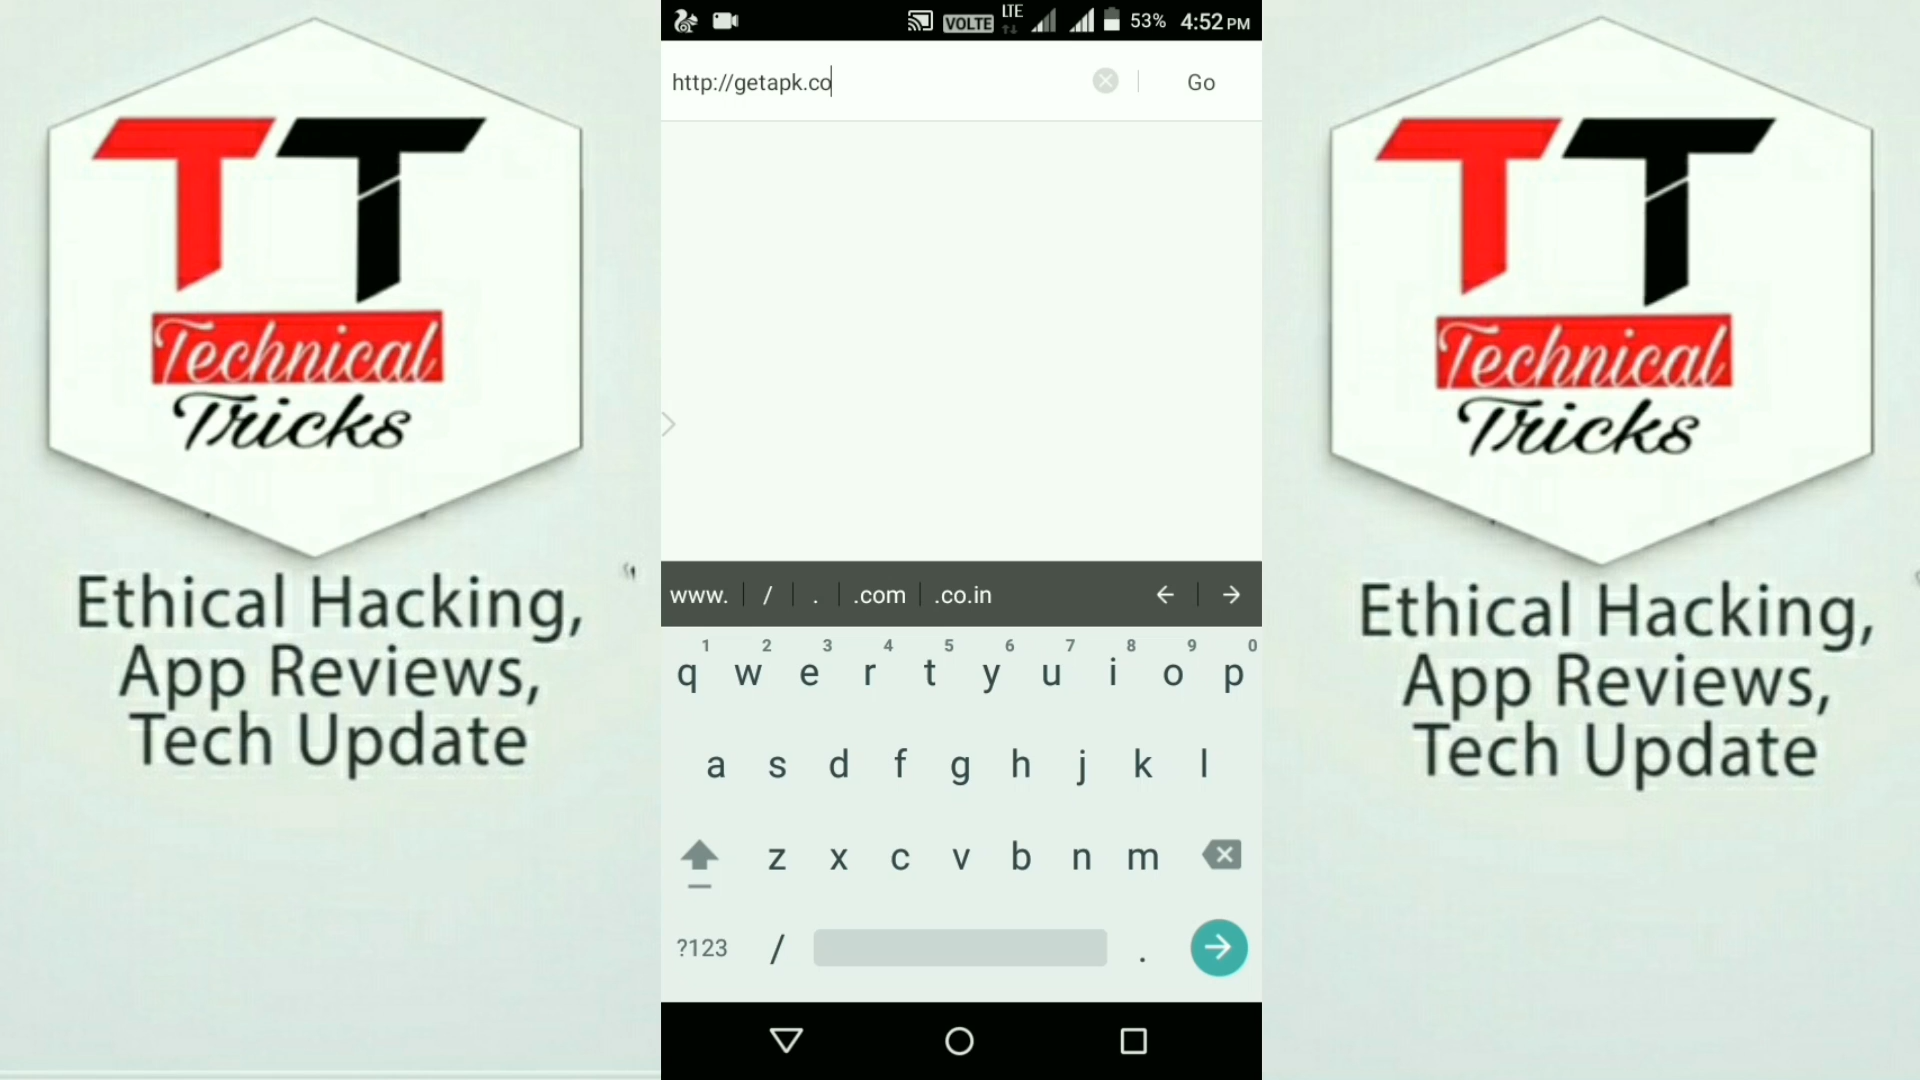 TT
Technical
Tricks
Ethical Hacking,
App Reviews,
Tech Update
VOLTE LTE 53% 4:52 PM
http://getapk.co Go
www. / . .com .co.in
1 2 3 4 5 6 7 8 9 0
q w e r t y u i o p
a s d f g h j k l
z x c v b n m
?123 / .
TT
Technical
Tricks
Ethical Hacking,
App Reviews,
Tech Update